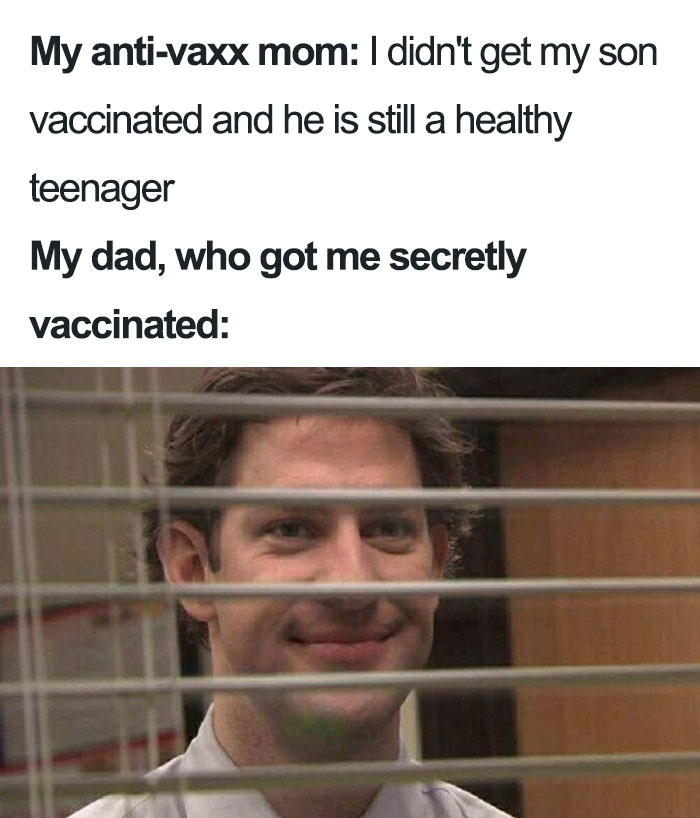 My anti-vaxx mom: I didn't get my son
vaccinated and he is still a healthy
teenager
My dad, who got me secretly
vaccinated: